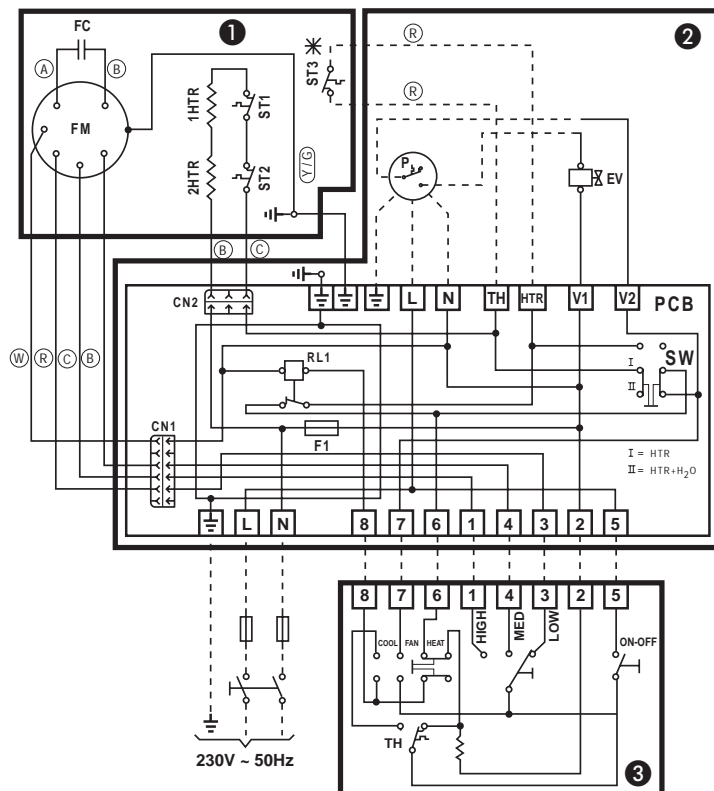 FC
1
2
A B
R
ST3
R
FM
1HTR
ST1
2HTR
ST2
Y/G
P
EV
B C
CN2
L N TH HTR V1 V2 PCB
W R C B
RL1
SW
I
II
CN1
F1
I = HTR
II = HTR+H2O
L N 8 7 6 1 4 3 2 5
8 7 6 1 4 3 2 5
HIGH
MED
LOW
COOL FAN HEAT
ON-OFF
TH
230V ~ 50Hz
3